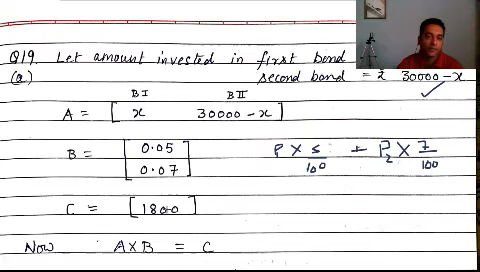 Q19. Let amount invested in first bond
(a) second bond = ₹ 30000 - x
BI BII
A = [ x 30000 - x ]
B = [ 0.05
0.07 ] P × 5/100 + P₂ × 7/100
C = [ 1800 ]
Now A×B = C